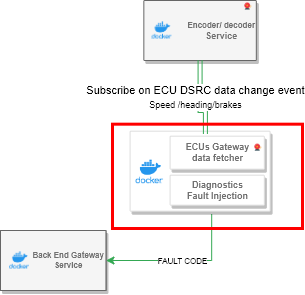 Encoder/ decoder
Service
docker
Subscribe on ECU DSRC data change event
Speed /heading/brakes
ECUs Gateway
data fetcher
docker
Diagnostics
Fault Injection
Back End Gateway
Service
docker
FAULT CODE